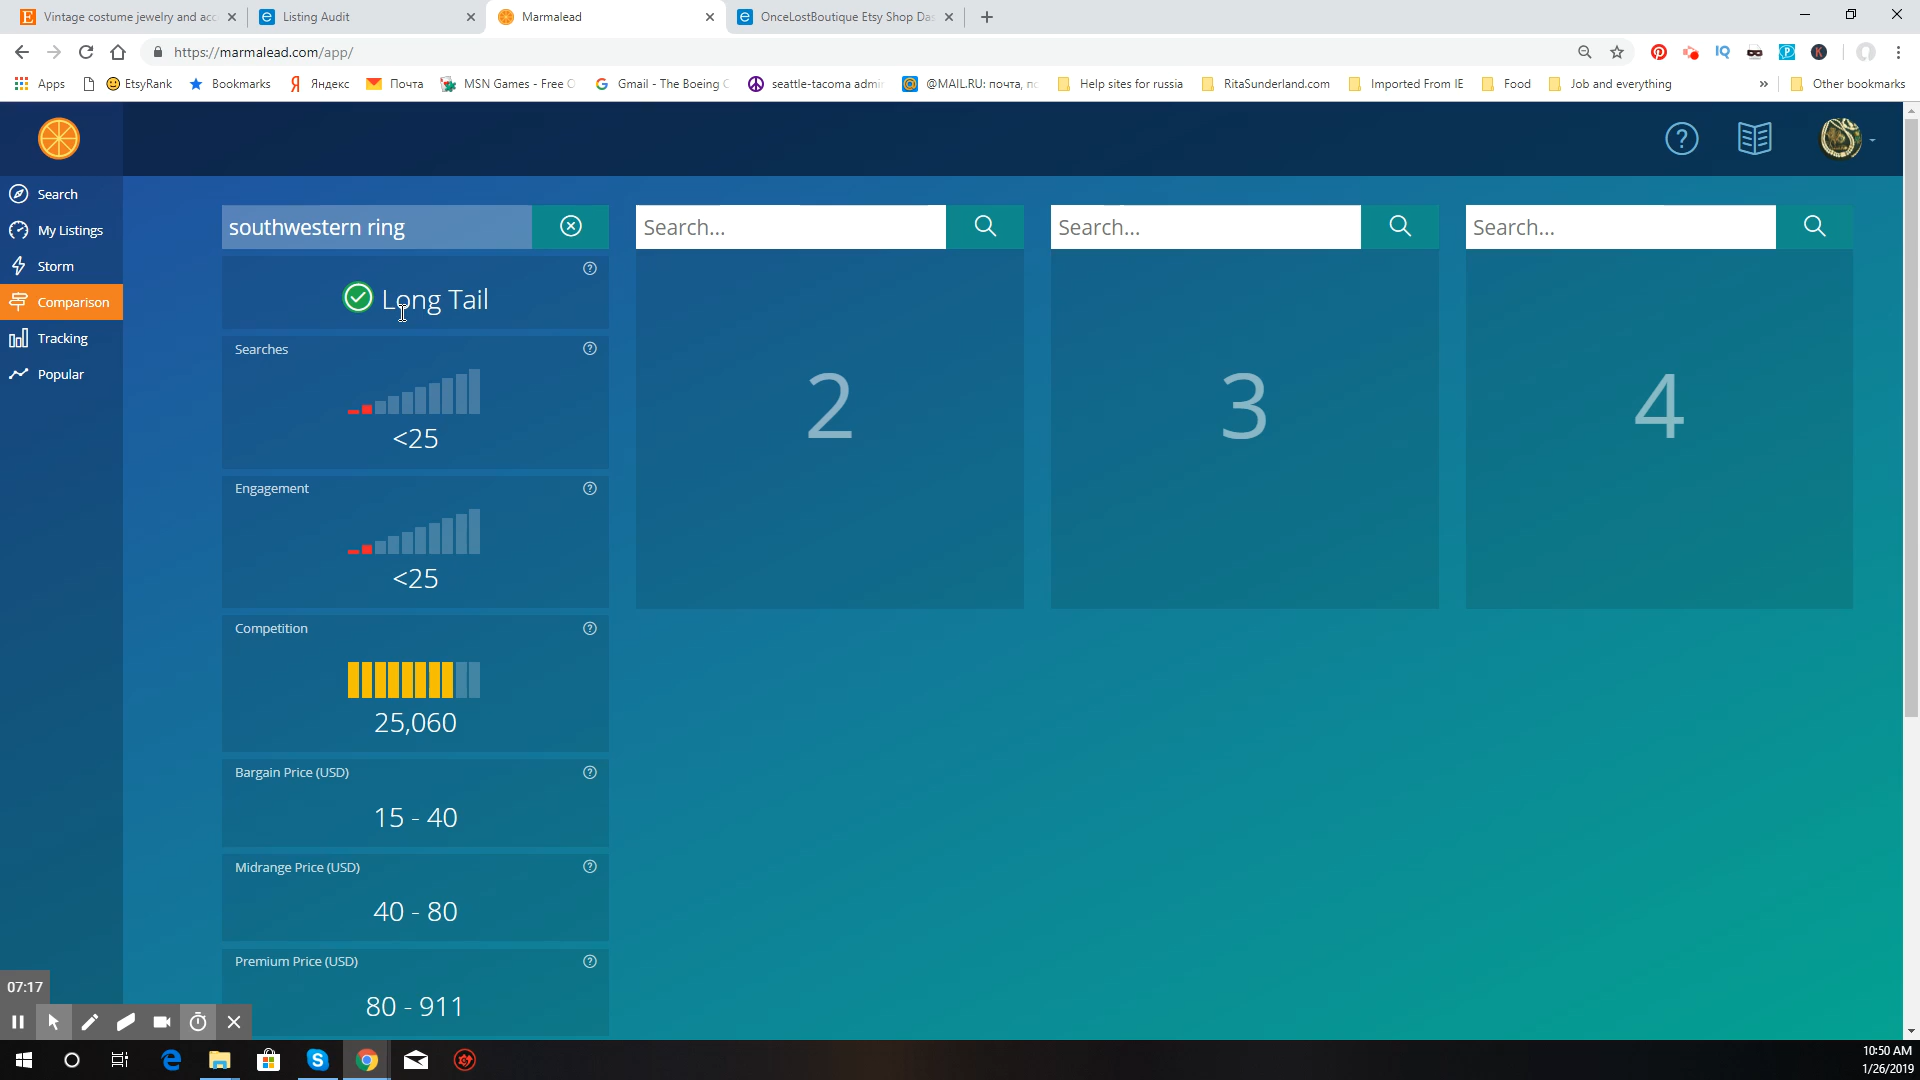 Vintage costume jewelry and acc
Listing Audit
Marmalead
OnceLostBoutique Etsy Shop Das
https://marmalead.com/app/
Apps
EtsyRank
Bookmarks
Яндекс
Почта
MSN Games - Free O
Gmail - The Boeing C
seattle-tacoma admin
@MAIL.RU: почта, по
Help sites for russia
RitaSunderland.com
Imported From IE
Food
Job and everything
»
Other bookmarks
Search
My Listings
Storm
Comparison
Tracking
Popular
southwestern ring
Search...
Search...
Search...
Long Tail
Searches
<25
Engagement
<25
Competition
25,060
Bargain Price (USD)
15 - 40
Midrange Price (USD)
40 - 80
Premium Price (USD)
80 - 911
2
3
4
07:17
10:50 AM
1/26/2019